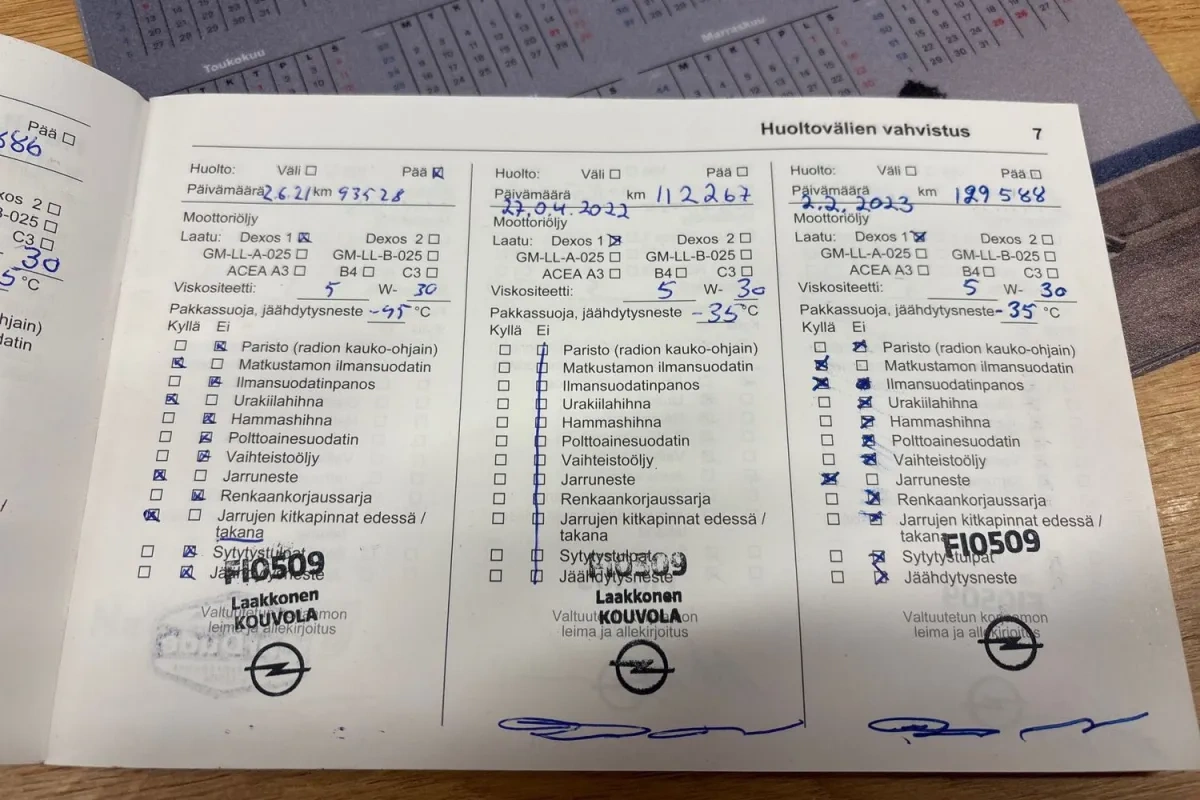 Toukokuu
Marraskuu
Pää ☐
686
Dexos 2 ☐
B-025 ☐
C3 ☐
30
5 °C
Huoltovälien vahvistus 7
Huolto: Väli ☐ Pää ☒
Päivämäärä 2.6.21 km 93528
Moottoriöljy
Laatu: Dexos 1 ☒ Dexos 2 ☐
GM-LL-A-025 ☐ GM-LL-B-025 ☐
ACEA A3 ☐ B4 ☐ C3 ☐
Viskositeetti: 5 W- 30
Pakkassuoja, jäähdytysneste -45 °C
Kyllä Ei
☐ ☒ Paristo (radion kauko-ohjain)
☒ ☐ Matkustamon ilmansuodatin
☐ ☒ Ilmansuodatinpanos
☒ ☐ Urakiilahihna
☐ ☒ Hammashihna
☐ ☒ Polttoainesuodatin
☐ ☒ Vaihteistoöljy
☒ ☐ Jarruneste
☐ ☒ Renkaankorjaussarja
☒ ☐ Jarrujen kitkapinnat edessä /
takana
☐ ☒ Sytytystulpat
☐ ☒ Jäähdytysneste
FI0509
Laakkonen
KOUVOLA
Valtuutetun korjaamon
leima ja allekirjoitus
Huolto: Väli ☐ Pää ☐
Päivämäärä 27.04.2022 km 112267
Moottoriöljy
Laatu: Dexos 1 ☒ Dexos 2 ☐
GM-LL-A-025 ☐ GM-LL-B-025 ☐
ACEA A3 ☐ B4 ☐ C3 ☐
Viskositeetti: 5 W- 30
Pakkassuoja, jäähdytysneste -35 °C
Kyllä Ei
☐ ☐ Paristo (radion kauko-ohjain)
☐ ☐ Matkustamon ilmansuodatin
☐ ☐ Ilmansuodatinpanos
☐ ☐ Urakiilahihna
☐ ☐ Hammashihna
☐ ☐ Polttoainesuodatin
☐ ☐ Vaihteistoöljy
☐ ☐ Jarruneste
☐ ☐ Renkaankorjaussarja
☐ ☐ Jarrujen kitkapinnat edessä /
takana
☐ ☐ Sytytystulpat
☐ ☐ Jäähdytysneste
FI0509
Laakkonen
KOUVOLA
Valtuutetun korjaamon
leima ja allekirjoitus
Huolto: Väli ☐ Pää ☐
Päivämäärä 2.2.2023 km 129588
Moottoriöljy
Laatu: Dexos 1 ☒ Dexos 2 ☐
GM-LL-A-025 ☐ GM-LL-B-025 ☐
ACEA A3 ☐ B4 ☐ C3 ☐
Viskositeetti: 5 W- 30
Pakkassuoja, jäähdytysneste -35 °C
Kyllä Ei
☐ ☒ Paristo (radion kauko-ohjain)
☒ ☐ Matkustamon ilmansuodatin
☒ ☒ Ilmansuodatinpanos
☐ ☒ Urakiilahihna
☐ ☒ Hammashihna
☐ ☒ Polttoainesuodatin
☐ ☒ Vaihteistoöljy
☒ ☐ Jarruneste
☐ ☒ Renkaankorjaussarja
☐ ☒ Jarrujen kitkapinnat edessä /
takana
☐ ☒ Sytytystulpat
☐ ☒ Jäähdytysneste
FI0509
Valtuutetun korjaamon
leima ja allekirjoitus